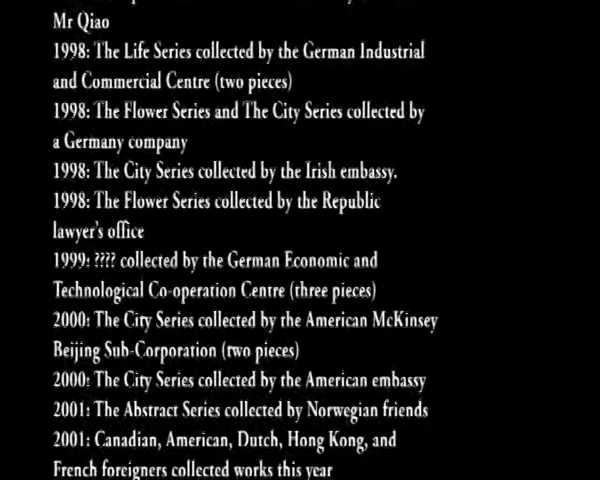 Mr Qiao
1998: The Life Series collected by the German Industrial
and Commercial Centre (two pieces)
1998: The Flower Series and The City Series collected by
a Germany company
1998: The City Series collected by the Irish embassy.
1998: The Flower Series collected by the Republic
lawyer's office
1999: ???? collected by the German Economic and
Technological Co-operation Centre (three pieces)
2000: The City Series collected by the American McKinsey
Beijing Sub-Corporation (two pieces)
2000: The City Series collected by the American embassy
2001: The Abstract Series collected by Norwegian friends
2001: Canadian, American, Dutch, Hong Kong, and
French foreigners collected works this year